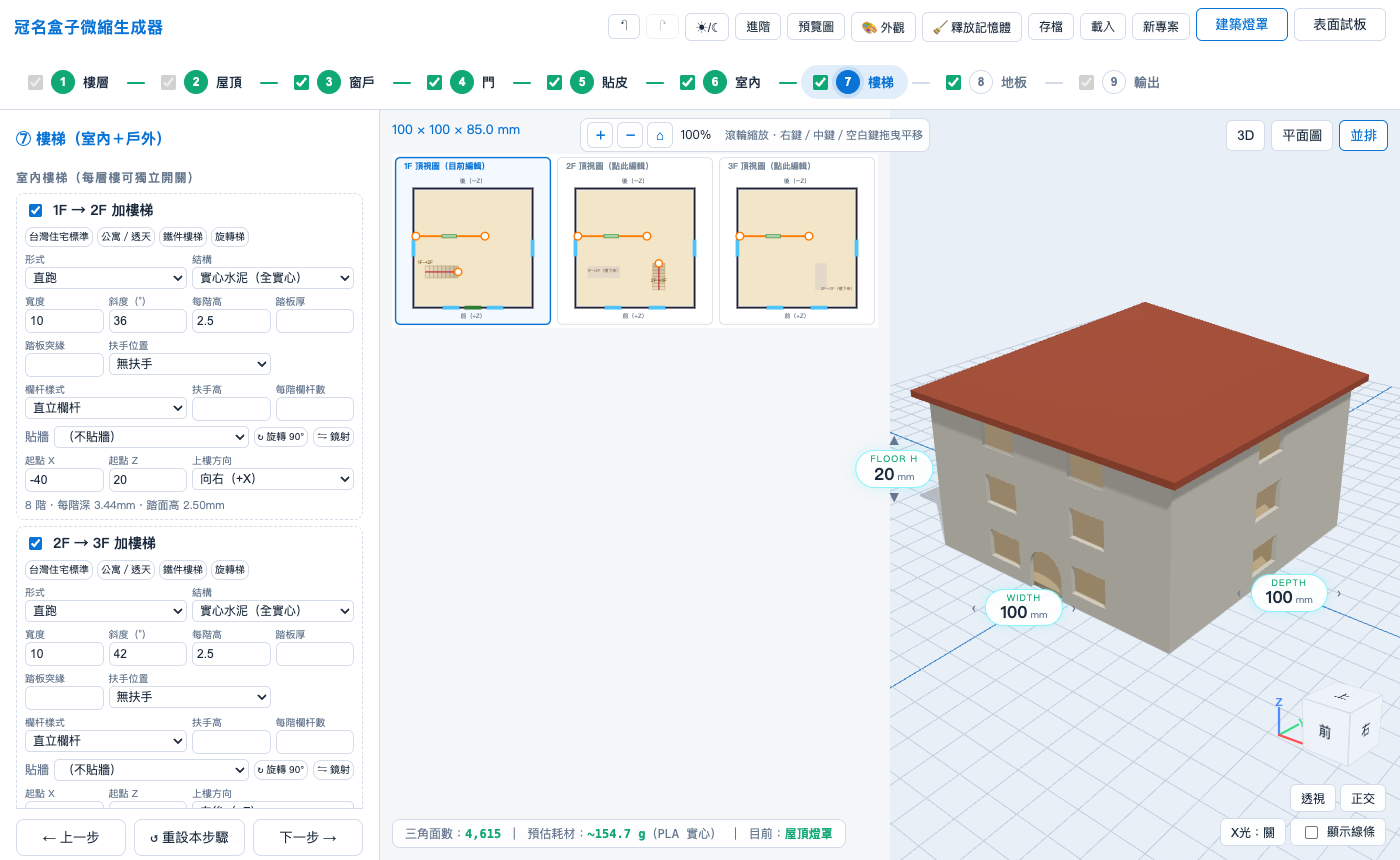 冠名盒子微縮生成器
☀/☾ 進階 預覽圖 🎨 外觀 🧹 釋放記憶體 存檔 載入 新專案 建築燈罩 表面試板
1 樓層 2 屋頂 3 窗戶 4 門 5 貼皮 6 室內 7 樓梯 8 地板 9 輸出
⑦ 樓梯（室內＋戶外）
室內樓梯（每層樓可獨立開關）
1F → 2F 加樓梯
台灣住宅標準 公寓 / 透天 鐵件樓梯 旋轉梯
形式 結構
直跑 實心水泥（全實心）
寬度 斜度（°） 每階高 踏板厚
10 36 2.5
踏板突緣 扶手位置
無扶手
欄杆樣式 扶手高 每階欄杆數
直立欄杆
貼牆 （不貼牆） ↻ 旋轉 90° ⇋ 鏡射
起點 X 起點 Z 上樓方向
-40 20 向右（+X）
8 階 · 每階深 3.44mm · 踏面高 2.50mm
2F → 3F 加樓梯
台灣住宅標準 公寓 / 透天 鐵件樓梯 旋轉梯
形式 結構
直跑 實心水泥（全實心）
寬度 斜度（°） 每階高 踏板厚
10 42 2.5
踏板突緣 扶手位置
無扶手
欄杆樣式 扶手高 每階欄杆數
直立欄杆
貼牆 （不貼牆） ↻ 旋轉 90° ⇋ 鏡射
起點 X 起點 Z 上樓方向
← 上一步 ↺ 重設本步驟 下一步 →
100 × 100 × 85.0 mm
+ − ⌂ 100% 滾輪縮放 · 右鍵 / 中鍵 / 空白鍵拖曳平移
3D 平面圖 並排
1F 頂視圖（目前編輯） 2F 頂視圖（點此編輯） 3F 頂視圖（點此編輯）
後（−Z） 後（−Z） 後（−Z）
1F→2F
前（+Z） 前（+Z） 前（+Z）
FLOOR H
20 mm
WIDTH
100 mm
DEPTH
100 mm
Z
上
前 右
透視 正交
X光：關 顯示線條
三角面數：4,615 | 預估耗材：~154.7 g (PLA 實心) | 目前：屋頂燈罩